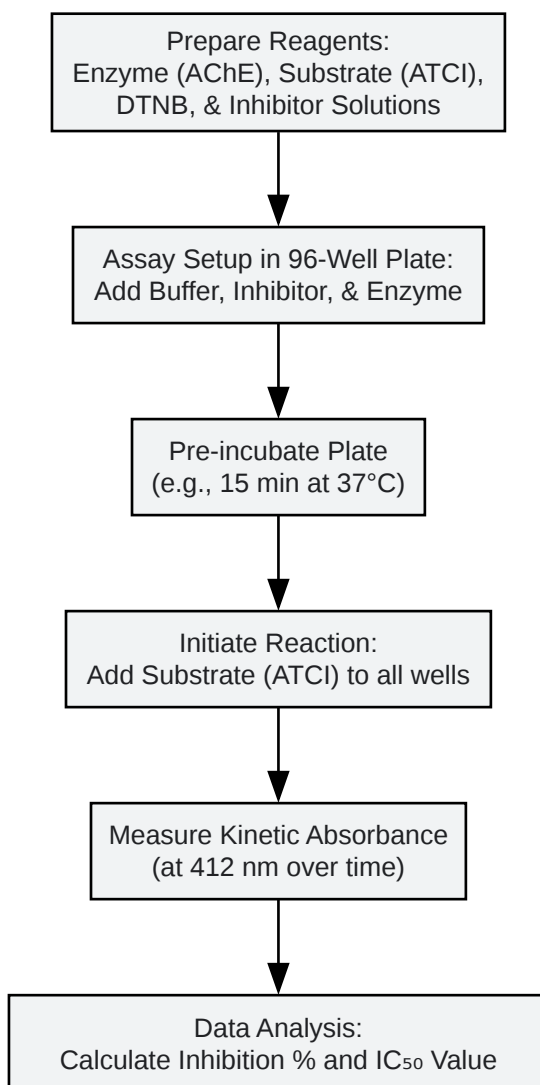 Prepare Reagents:
Enzyme (AChE), Substrate (ATCI),
DTNB, & Inhibitor Solutions
Assay Setup in 96-Well Plate:
Add Buffer, Inhibitor, & Enzyme
Pre-incubate Plate
(e.g., 15 min at 37°C)
Initiate Reaction:
Add Substrate (ATCI) to all wells
Measure Kinetic Absorbance
(at 412 nm over time)
Data Analysis:
Calculate Inhibition % and IC₅₀ Value